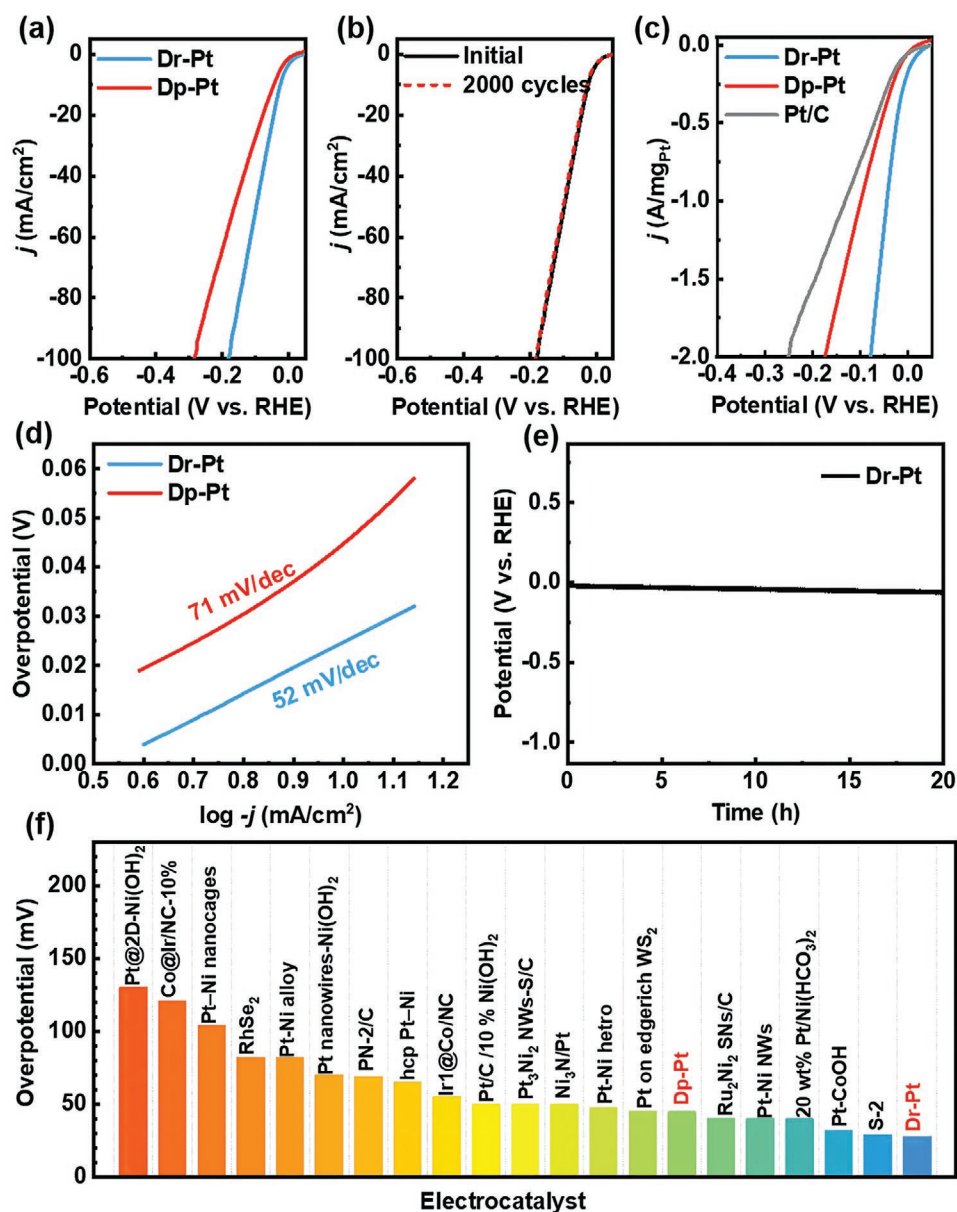 (a)
Dr-Pt
Dp-Pt
0
-20
-40
-60
-80
-100
-0.6
-0.4
-0.2
0.0
j (mA/cm²)
Potential (V vs. RHE)
(b)
Initial
2000 cycles
0
-20
-40
-60
-80
-100
-0.6
-0.4
-0.2
0.0
j (mA/cm²)
Potential (V vs. RHE)
(c)
Dr-Pt
Dp-Pt
Pt/C
0.0
-0.5
-1.0
-1.5
-2.0
-0.4
-0.3
-0.2
-0.1
0.0
j (A/mgPt)
Potential (V vs. RHE)
(d)
Dr-Pt
Dp-Pt
71 mV/dec
52 mV/dec
0.06
0.05
0.04
0.03
0.02
0.01
0.00
0.5
0.6
0.7
0.8
0.9
1.0
1.1
1.2
Overpotential (V)
log -j (mA/cm²)
(e)
Dr-Pt
0.5
0.0
-0.5
-1.0
0
5
10
15
20
Potential (V vs. RHE)
Time (h)
(f)
200
150
100
50
0
Overpotential (mV)
Pt@2D-Ni(OH)₂
Co@Ir/NC-10%
Pt–Ni nanocages
RhSe₂
Pt-Ni alloy
Pt nanowires-Ni(OH)₂
PN-2/C
hcp Pt–Ni
Ir1@Co/NC
Pt/C /10 % Ni(OH)₂
Pt₃Ni₂ NWs-S/C
Ni₃N/Pt
Pt-Ni hetro
Pt on edgerich WS₂
Dp-Pt
Ru₂Ni₂ SNs/C
Pt-Ni NWs
20 wt% Pt/Ni(HCO₃)₂
Pt-CoOH
S-2
Dr-Pt
Electrocatalyst